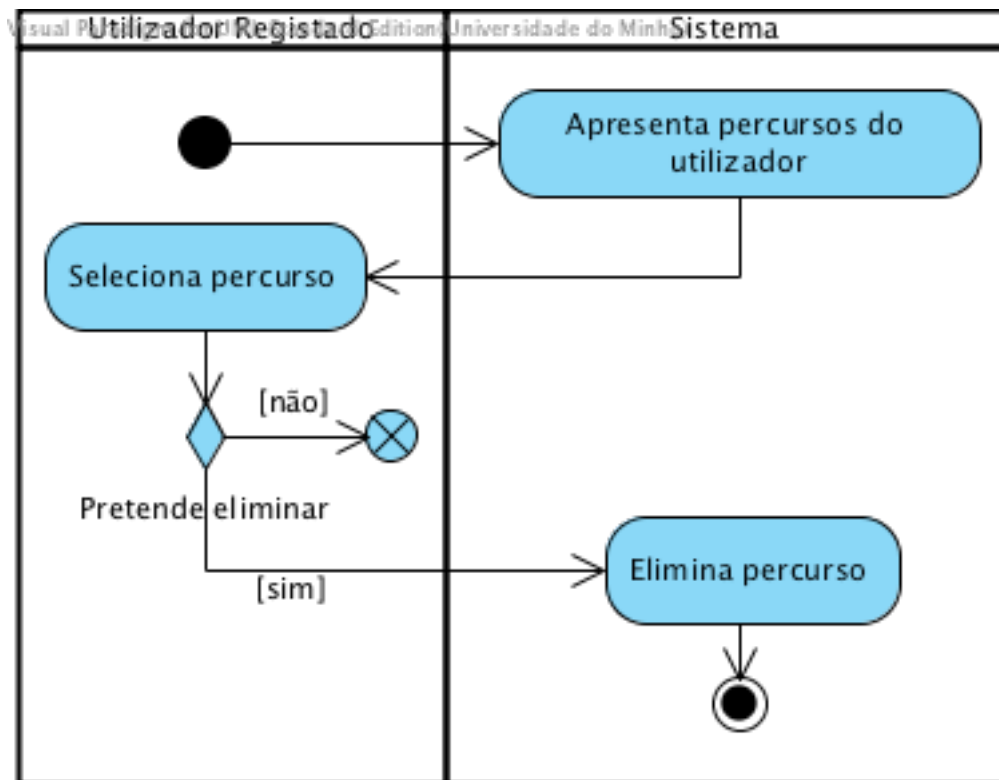 Utilizador Registado
Sistema
Apresenta percursos do
utilizador
Seleciona percurso
[não]
Pretende eliminar
[sim]
Elimina percurso